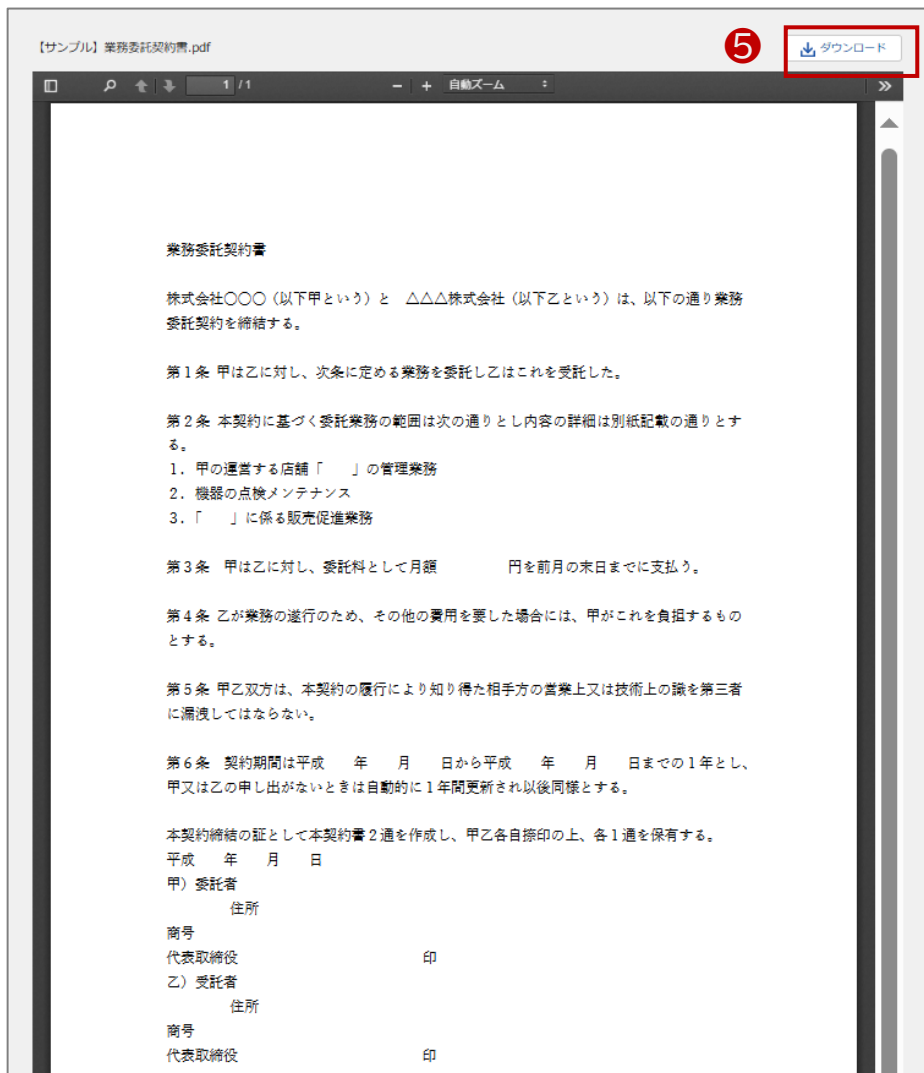 【サンプル】業務委託契約書.pdf
5
ダウンロード
1 / 1
自動ズーム
業務委託契約書
株式会社〇〇〇（以下甲という）と　△△△株式会社（以下乙という）は、以下の通り業務
委託契約を締結する。
第１条 甲は乙に対し、次条に定める業務を委託し乙はこれを受託した。
第２条 本契約に基づく委託業務の範囲は次の通りとし内容の詳細は別紙記載の通りとす
る。
１．甲の運営する店舗「　　」の管理業務
２．機器の点検メンテナンス
３．「　　」に係る販売促進業務
第３条　甲は乙に対し、委託料として月額　　　　　円を前月の末日までに支払う。
第４条 乙が業務の遂行のため、その他の費用を要した場合には、甲がこれを負担するもの
とする。
第５条 甲乙双方は、本契約の履行により知り得た相手方の営業上又は技術上の識を第三者
に漏洩してはならない。
第６条　契約期間は平成　　年　　月　　日から平成　　年　　月　　日までの１年とし、
甲又は乙の申し出がないときは自動的に１年間更新され以後同様とする。
本契約締結の証として本契約書２通を作成し、甲乙各自捺印の上、各１通を保有する。
平成　　年　　月　　日
甲）委託者
住所
商号
代表取締役　　　　　　　　　　　　　印
乙）受託者
住所
商号
代表取締役　　　　　　　　　　　　　印